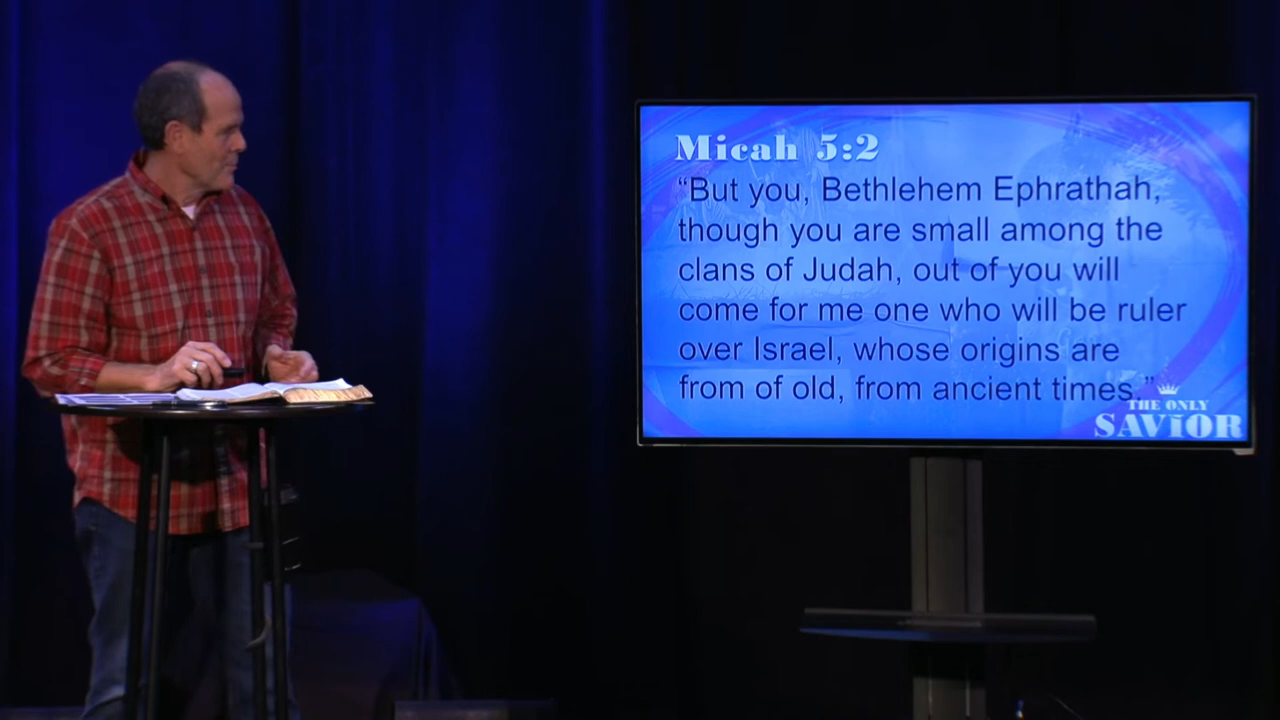 Micah 5:2
“But you, Bethlehem Ephrathah,
though you are small among the
clans of Judah, out of you will
come for me one who will be ruler
over Israel, whose origins are
from of old, from ancient times.”
THE ONLY
SAVIOR